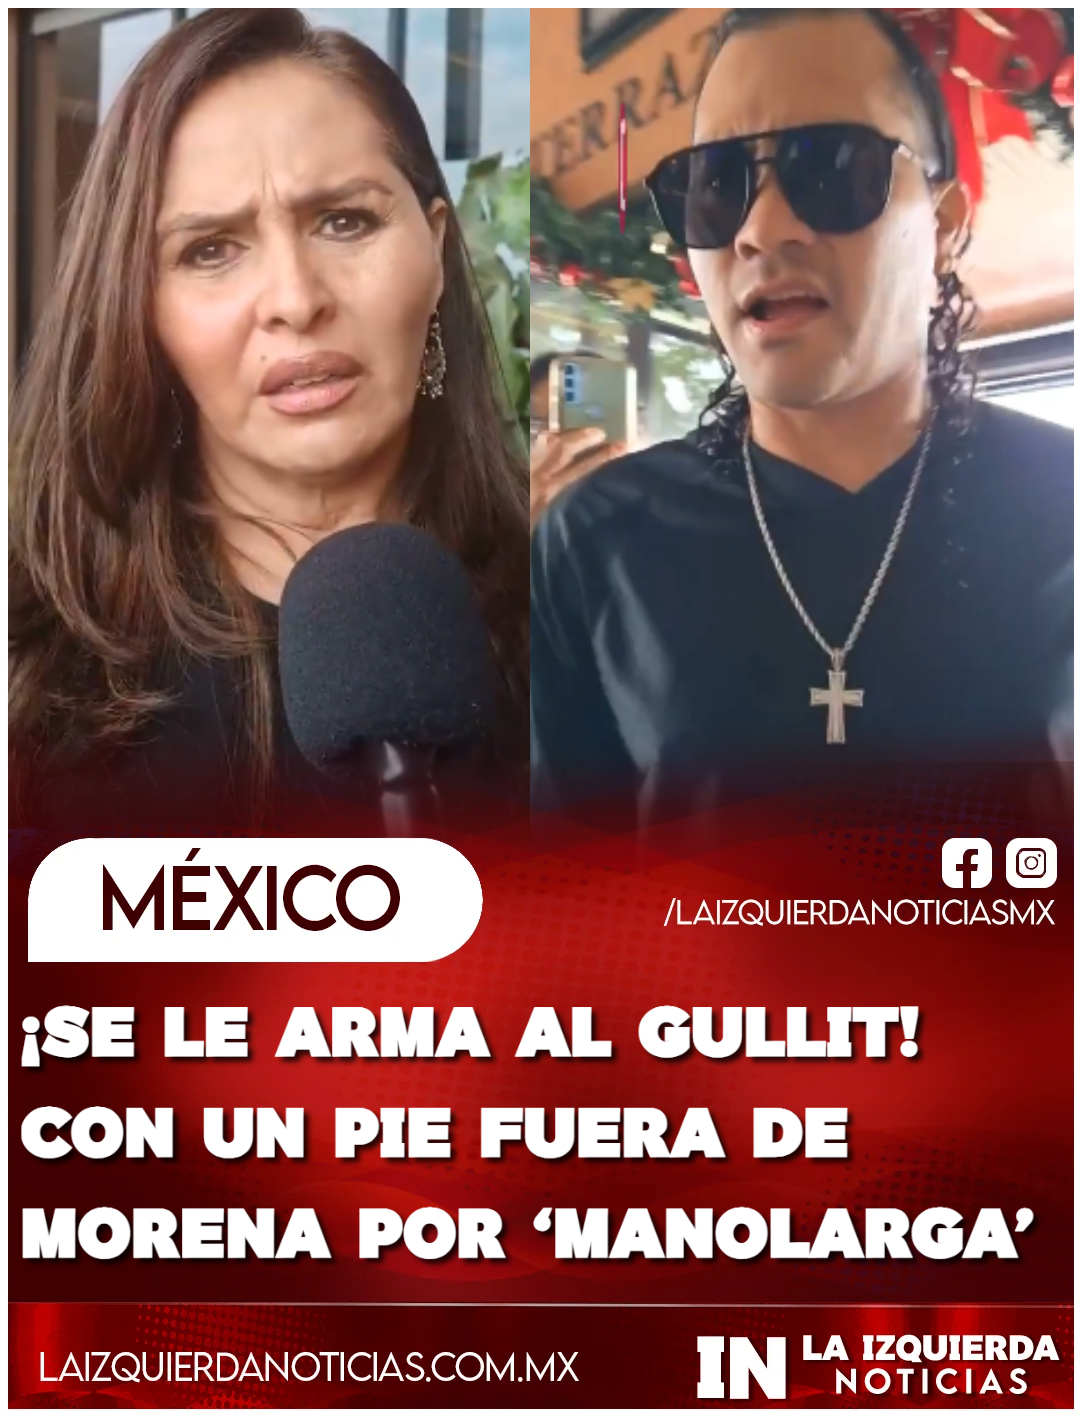 TERRAZ
MÉXICO
/LAIZQUIERDANOTICIASMX
¡SE LE ARMA AL GULLIT!
CON UN PIE FUERA DE
MORENA POR ‘MANOLARGA’
LAIZQUIERDANOTICIAS.COM.MX
IN LA IZQUIERDA
NOTICIAS